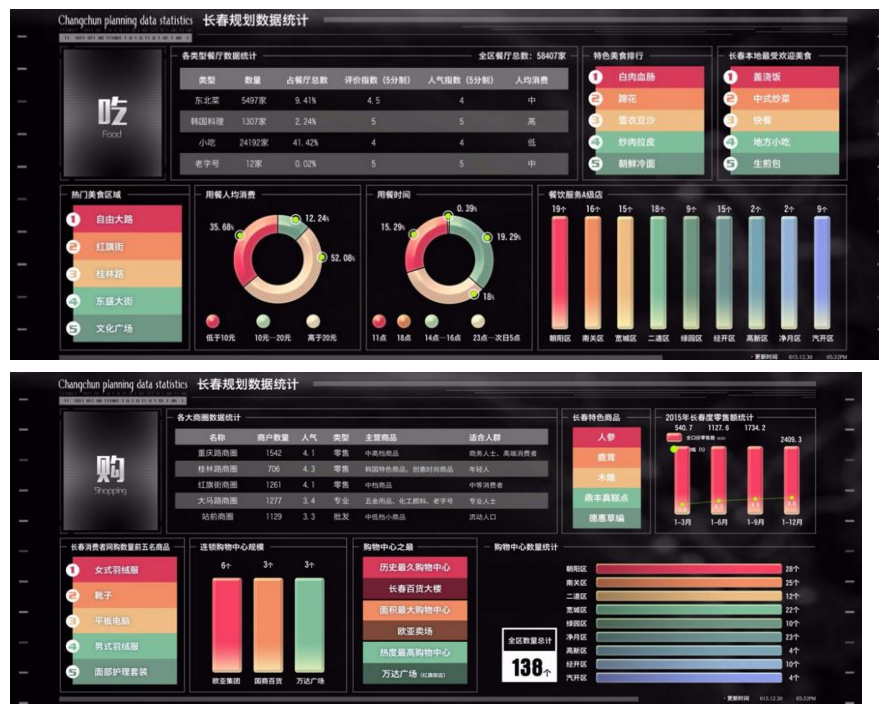 Changchun planning data statistics 长春规划数据统计
吃
Food
各类型餐厅数据统计 全区餐厅总数：58407家
类型 数量 占餐厅总数 评价指数（5分制） 人气指数（5分制） 人均消费
东北菜 5497家 9.41% 4.5 4 中
韩国料理 1307家 2.24% 5 5 高
小吃 24192家 41.42% 4 4 低
老字号 12家 0.02% 5 5 中
特色美食排行
1 白肉血肠
2 蹄花
3 雪衣豆沙
4 炒肉拉皮
5 朝鲜冷面
长春本地最受欢迎美食
1 盖浇饭
2 中式炒菜
3 快餐
4 地方小吃
5 生煎包
热门美食区域
1 自由大路
2 红旗街
3 桂林路
4 东盛大街
5 文化广场
用餐人均消费
35.68% 12.24% 52.08%
低于10元 10元—20元 高于20元
用餐时间
15.29% 0.39% 19.29% 18%
11点 18点 14点—16点 23点—次日5点
餐饮服务A级店
19个 16个 15个 18个 9个 15个 2个 2个 9个
朝阳区 南关区 宽城区 二道区 绿园区 经开区 高新区 净月区 汽开区
·更新时间 015.12.30 05:32PM
Changchun planning data statistics 长春规划数据统计
购
Shopping
各大商圈数据统计
名称 商户数量 人气 类型 主营商品 适合人群
重庆路商圈 1542 4.1 零售 中高档商品 商务人士、高端消费者
桂林路商圈 706 4.3 零售 韩国特色商品、创意时尚商品 年轻人
红旗街商圈 1261 4.1 零售 中档商品 中等消费者
大马路商圈 1277 3.4 专业 五金用品、化工颜料、老字号 专业人士
站前商圈 1129 3.3 批发 中低档小商品 流动人口
长春特色商品
人参
鹿茸
木雕
鼎丰真糕点
德惠草编
2015年长春度零售额统计
540.7 1127.6 1734.2 2409.3
1-3月 1-6月 1-9月 1-12月
长春消费者网购数量前五名商品
1 女式羽绒服
2 靴子
3 平板电脑
4 男式羽绒服
5 面部护理套装
连锁购物中心规模
6个 3个 3个
欧亚集团 国商百货 万达广场
购物中心之最
历史最久购物中心
长春百货大楼
面积最大购物中心
欧亚卖场
热度最高购物中心
万达广场（红旗街店）
购物中心数量统计
全区数量总计
138个
朝阳区 28个
南关区 25个
二道区 12个
宽城区 22个
绿园区 10个
净月区 23个
高新区 4个
经开区 10个
汽开区 4个
·更新时间 015.12.30 05:32PM